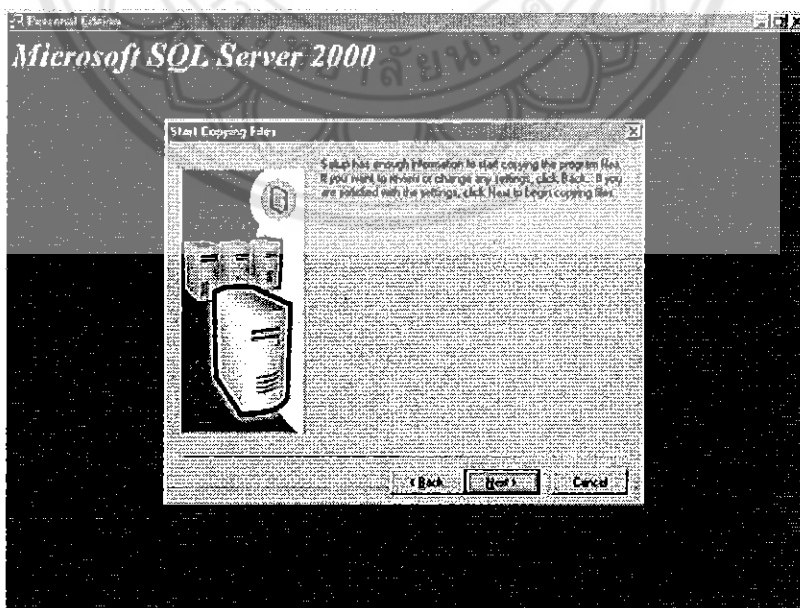 Personal Edition
Microsoft SQL Server 2000
Start Copying Files
Setup has enough information to start copying the program files.
If you want to review or change any settings, click Back. If you
are satisfied with the settings, click Next to begin copying files.
< Back
Next >
Cancel